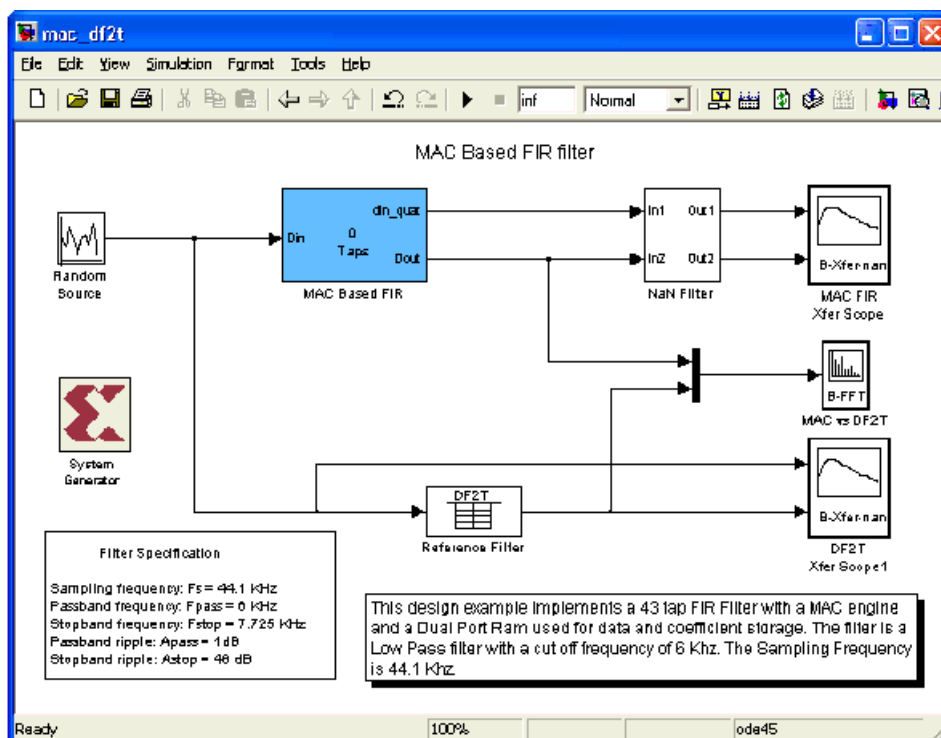 mac_df2t
File Edit View Simulation Format Tools Help
inf Normal
MAC Based FIR filter
Random
Source
Din
0
Taps
din_quat
Dout
MAC Based FIR
In1 Out1
In2 Out2
NaN Filter
B-Xfer-nan
MAC FIR
Xfer Scope
B-FFT
MAC vs DF2T
System
Generator
DF2T
Reference Filter
B-Xfer-nan
DF2T
Xfer Scope1
Filter Specification
Sampling frequency: Fs = 44.1 KHz
Passband frequency: Fpass = 6 KHz
Stopband frequency: Fstop = 7.725 KHz
Passband ripple: Apass = 1dB
Stopband ripple: Astop = 46 dB
This design example implements a 43 tap FIR Filter with a MAC engine
and a Dual Port Ram used for data and coefficient storage. The filter is a
Low Pass filter with a cut off frequency of 6 Khz. The Sampling Frequency
is 44.1 Khz.
Ready 100% ode45